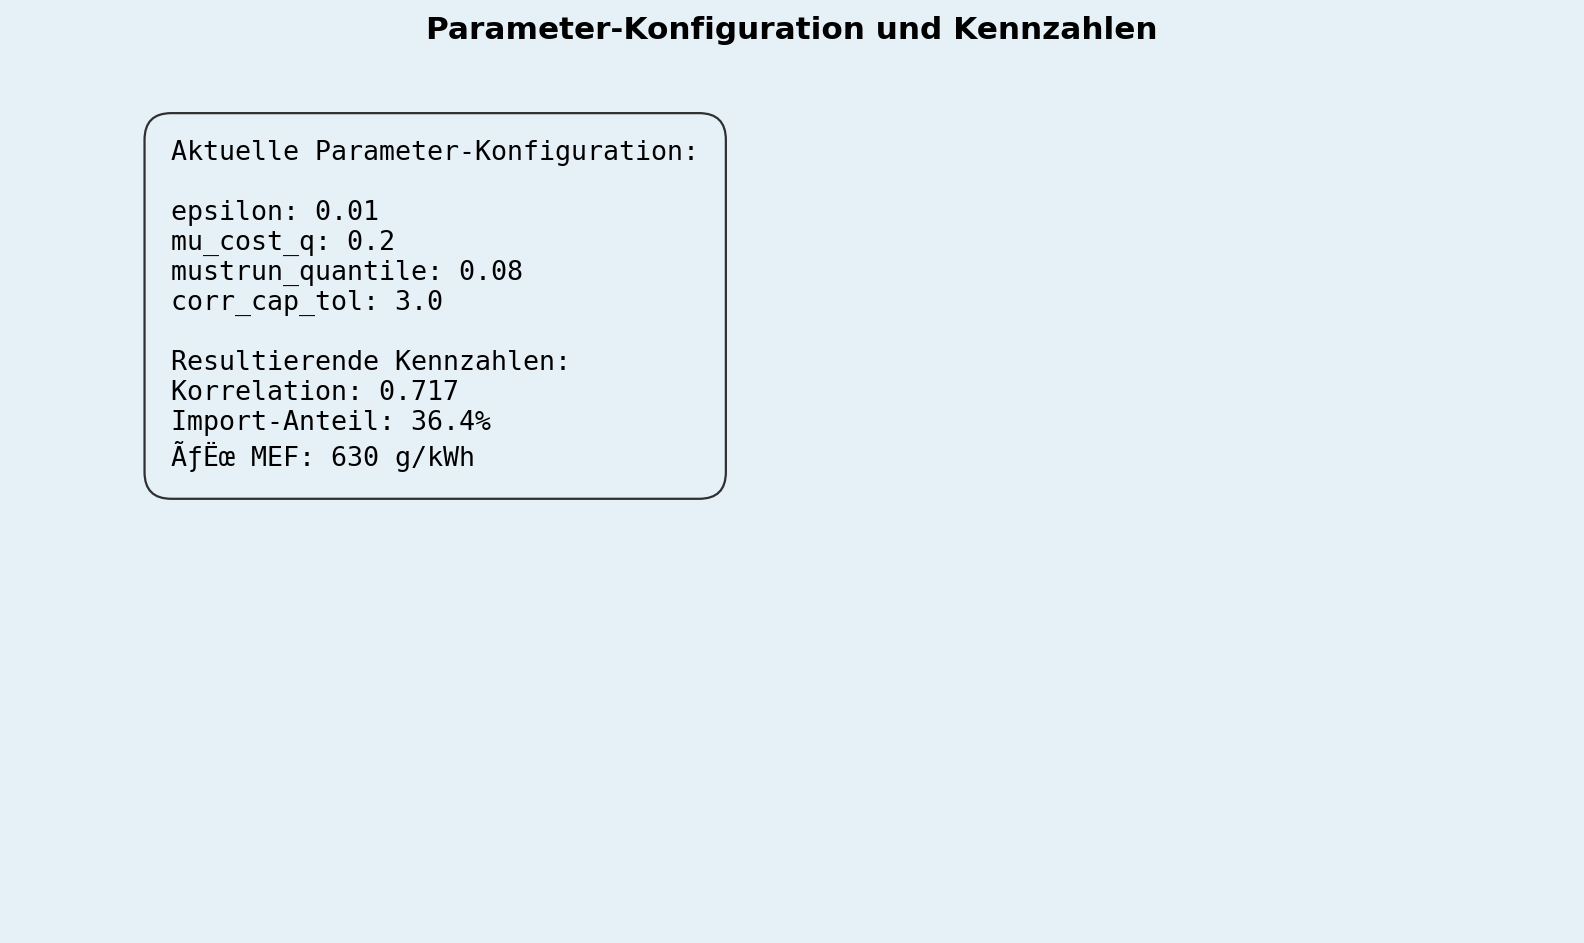 Parameter-Konfiguration und Kennzahlen
Aktuelle Parameter-Konfiguration:
epsilon: 0.01
mu_cost_q: 0.2
mustrun_quantile: 0.08
corr_cap_tol: 3.0
Resultierende Kennzahlen:
Korrelation: 0.717
Import-Anteil: 36.4%
ÃƒËœ MEF: 630 g/kWh